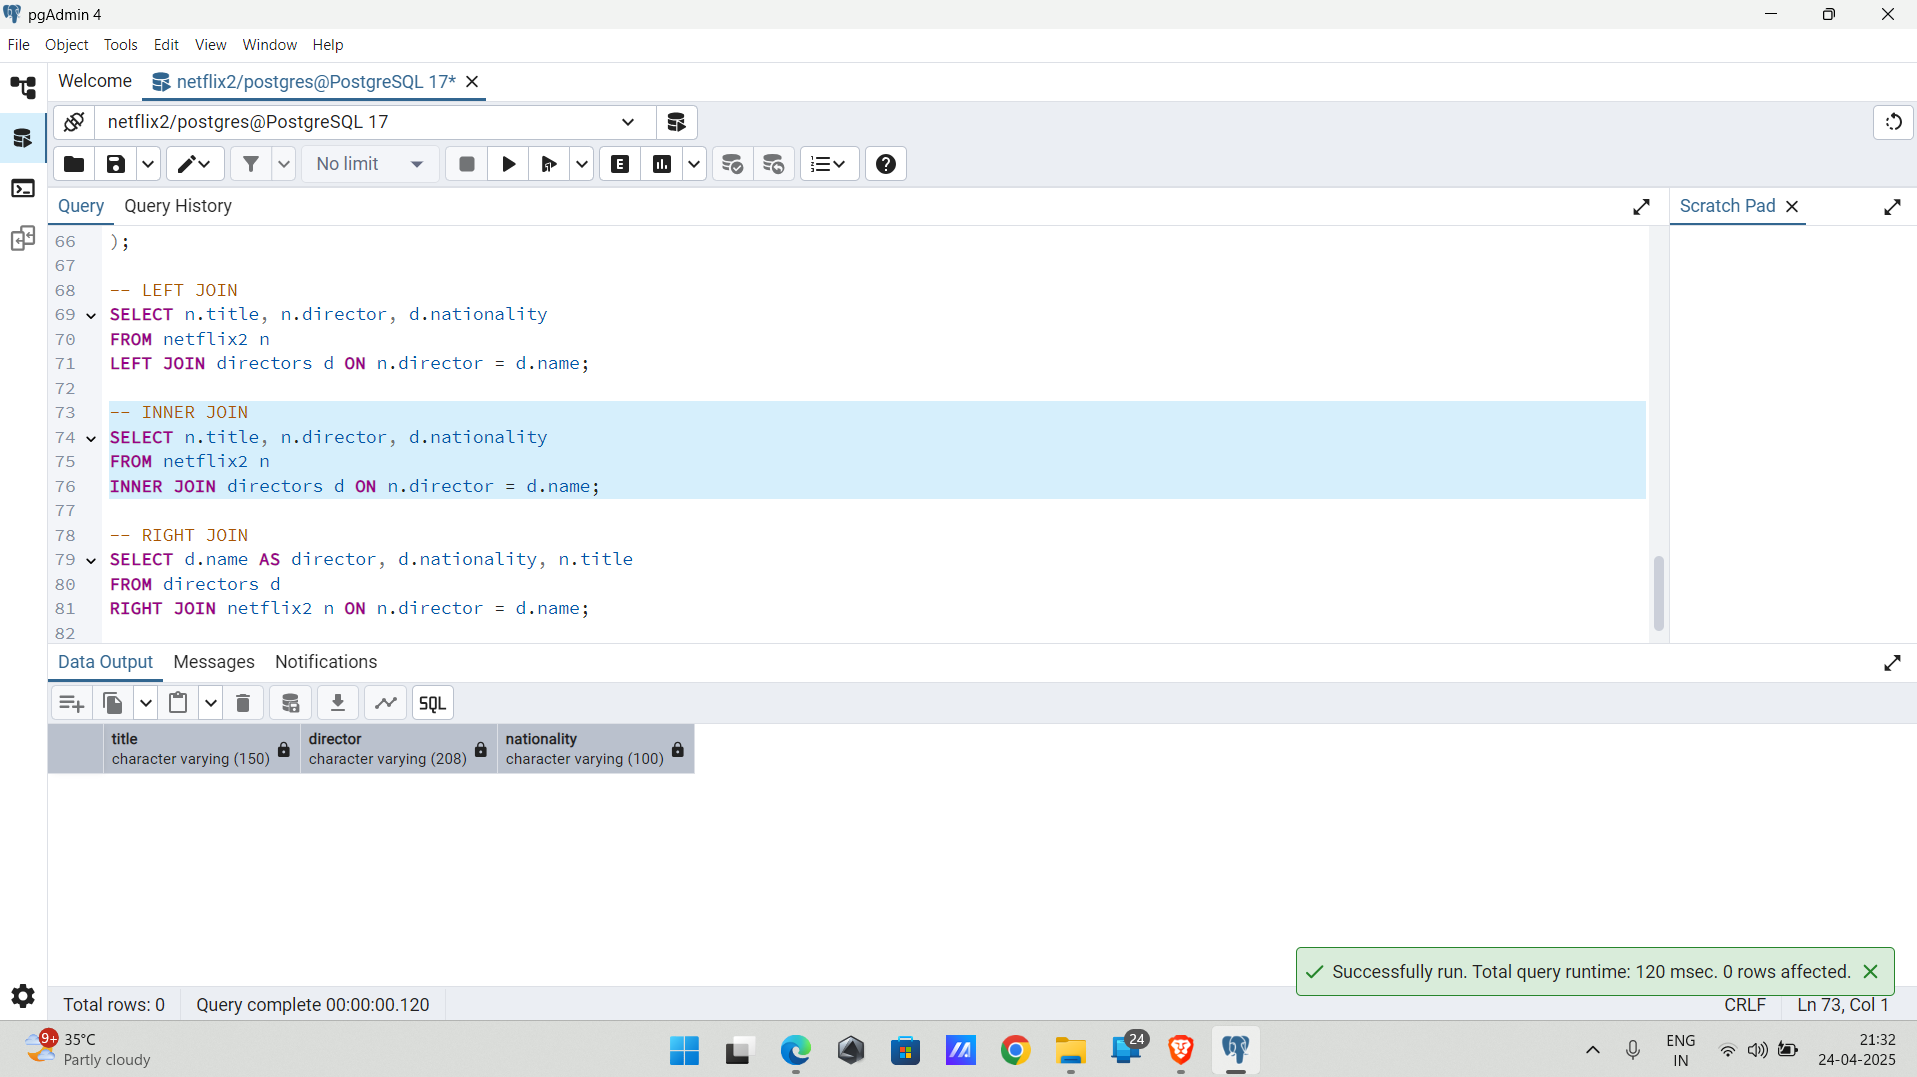 pgAdmin 4
File Object Tools Edit View Window Help
Welcome netflix2/postgres@PostgreSQL 17*
netflix2/postgres@PostgreSQL 17
No limit
E
Query Query History
Scratch Pad
66 );
67
68 -- LEFT JOIN
69 SELECT n.title, n.director, d.nationality
70 FROM netflix2 n
71 LEFT JOIN directors d ON n.director = d.name;
72
73 -- INNER JOIN
74 SELECT n.title, n.director, d.nationality
75 FROM netflix2 n
76 INNER JOIN directors d ON n.director = d.name;
77
78 -- RIGHT JOIN
79 SELECT d.name AS director, d.nationality, n.title
80 FROM directors d
81 RIGHT JOIN netflix2 n ON n.director = d.name;
82
Data Output Messages Notifications
SQL
title director nationality
character varying (150) character varying (208) character varying (100)
Successfully run. Total query runtime: 120 msec. 0 rows affected.
Total rows: 0 Query complete 00:00:00.120 CRLF Ln 73, Col 1
9+ 35°C
Partly cloudy
24
ENG
IN
21:32
24-04-2025